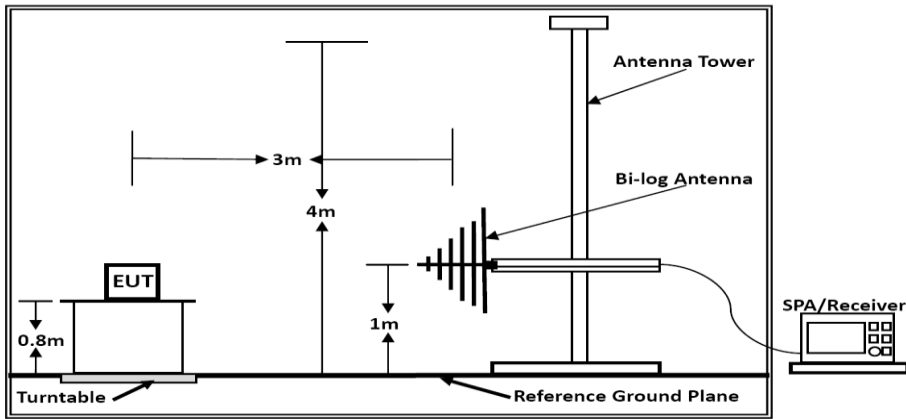 Antenna Tower
3m
Bi-log Antenna
4m
EUT
SPA/Receiver
0.8m
1m
Turntable
Reference Ground Plane